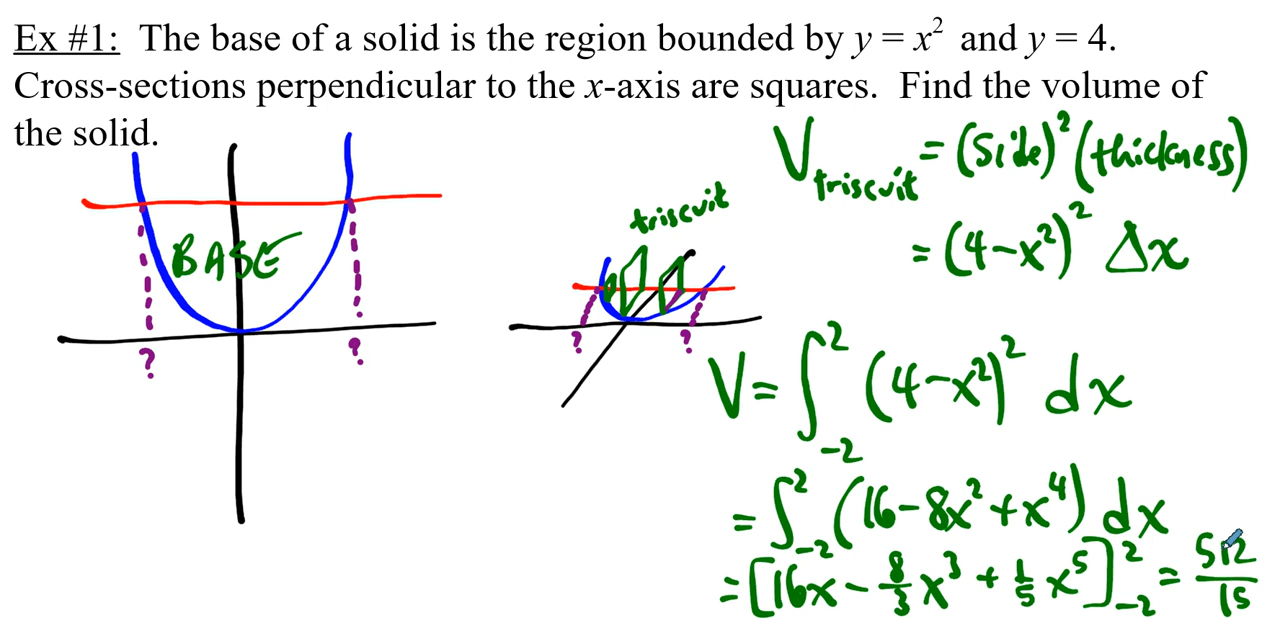 Ex #1: The base of a solid is the region bounded by y = x² and y = 4.
Cross-sections perpendicular to the x-axis are squares. Find the volume of
the solid.
V_triscuit = (side)² (thickness)
= (4-x²)² Δx
BASE
? ?
triscuit
? ?
V = ∫_{-2}^{2} (4-x²)² dx
= ∫_{-2}^{2} (16-8x²+x⁴) dx
= [16x - 8/3 x³ + 1/5 x⁵]_{-2}^{2} = 512/15